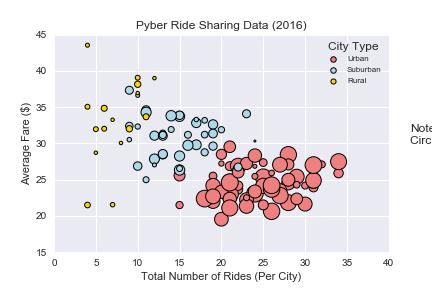 Pyber Ride Sharing Data (2016)
45
40
35
30
25
20
15
0
5
10
15
20
25
30
35
40
Average Fare ($)
Total Number of Rides (Per City)
City Type
Urban
Suburban
Rural
Note
Circ